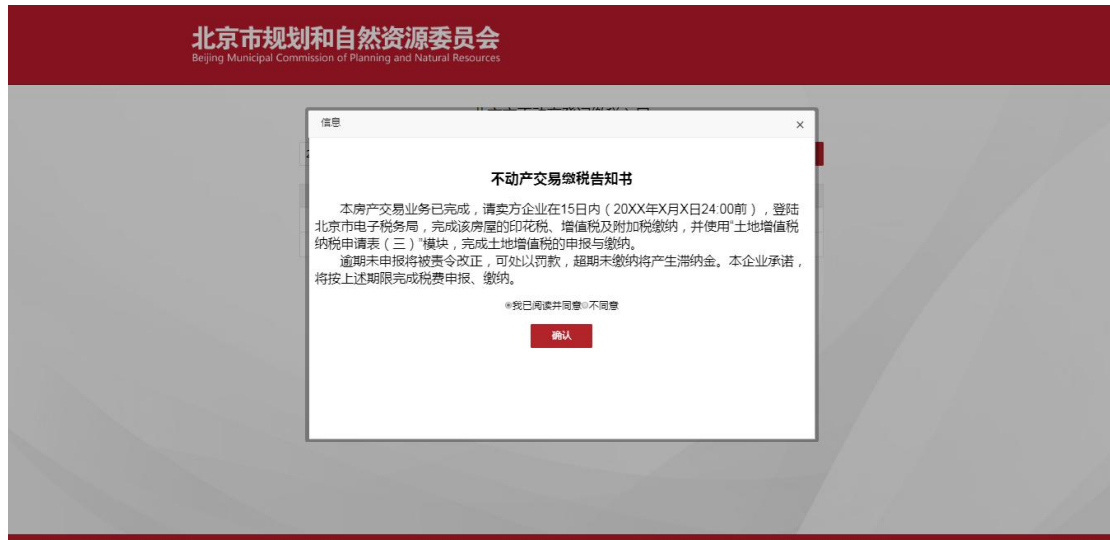 北京市规划和自然资源委员会
Beijing Municipal Commission of Planning and Natural Resources
信息
×
不动产交易缴税告知书
本房产交易业务已完成，请卖方企业在15日内（20XX年X月X日24:00前），登陆
北京市电子税务局，完成该房屋的印花税、增值税及附加税缴纳，并使用“土地增值税
纳税申请表（三）”模块，完成土地增值税的申报与缴纳。
逾期未申报将被责令改正，可处以罚款，超期未缴纳将产生滞纳金。本企业承诺，
将按上述期限完成税费申报、缴纳。
我已阅读并同意 不同意
确认